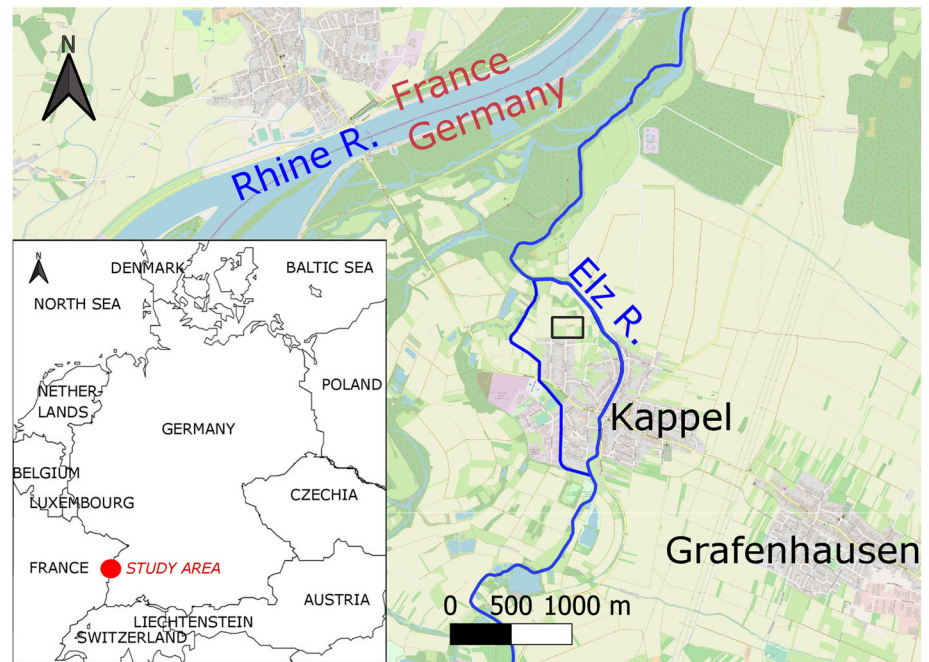 N
France
Germany
Rhine R.
Elz R.
Kappel
Grafenhausen
0 500 1000 m
N
DENMARK
BALTIC SEA
NORTH SEA
NETHER-
LANDS
POLAND
GERMANY
BELGIUM
LUXEMBOURG
CZECHIA
FRANCE
STUDY AREA
AUSTRIA
LIECHTENSTEIN
SWITZERLAND